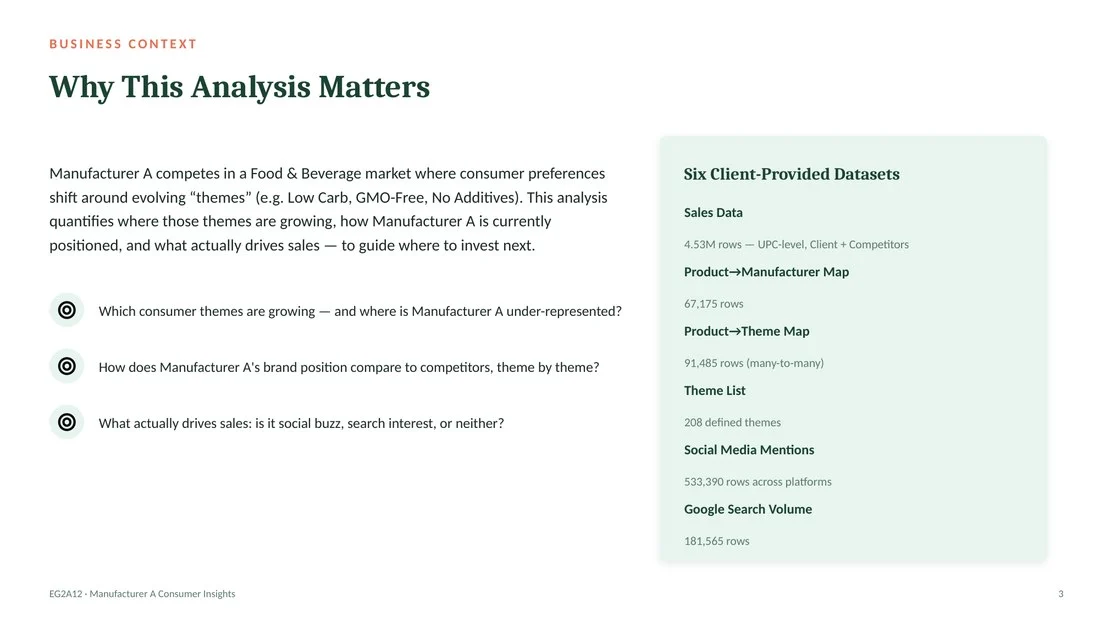 BUSINESS CONTEXT
Why This Analysis Matters
Manufacturer A competes in a Food & Beverage market where consumer preferences
shift around evolving “themes” (e.g. Low Carb, GMO-Free, No Additives). This analysis
quantifies where those themes are growing, how Manufacturer A is currently
positioned, and what actually drives sales — to guide where to invest next.
Which consumer themes are growing — and where is Manufacturer A under-represented?
How does Manufacturer A's brand position compare to competitors, theme by theme?
What actually drives sales: is it social buzz, search interest, or neither?
Six Client-Provided Datasets
Sales Data
4.53M rows — UPC-level, Client + Competitors
Product→Manufacturer Map
67,175 rows
Product→Theme Map
91,485 rows (many-to-many)
Theme List
208 defined themes
Social Media Mentions
533,390 rows across platforms
Google Search Volume
181,565 rows
EG2A12 · Manufacturer A Consumer Insights
3